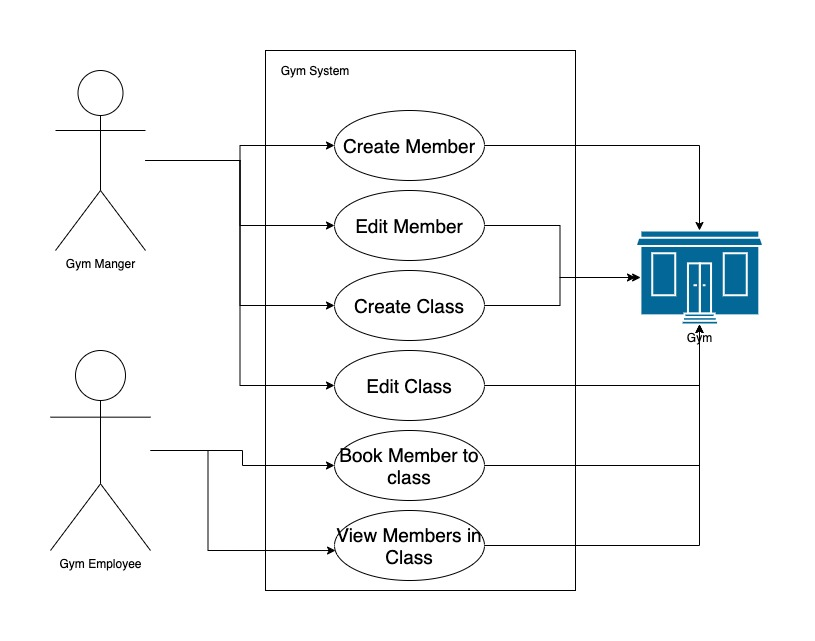 Gym System
Create Member
Edit Member
Gym Manger
Create Class
Gym
Edit Class
Book Member to
class
View Members in
Class
Gym Employee